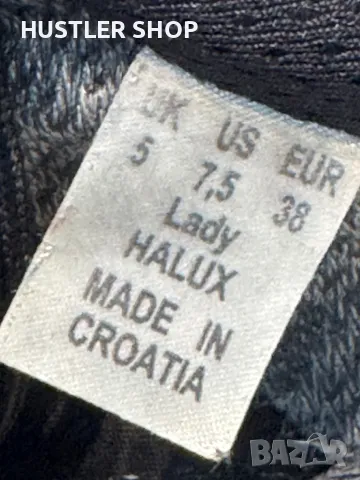 HUSTLER SHOP
UK US EUR
5 7,5 38
Lady
HALUX
MADE IN
CROATIA
BAZAR